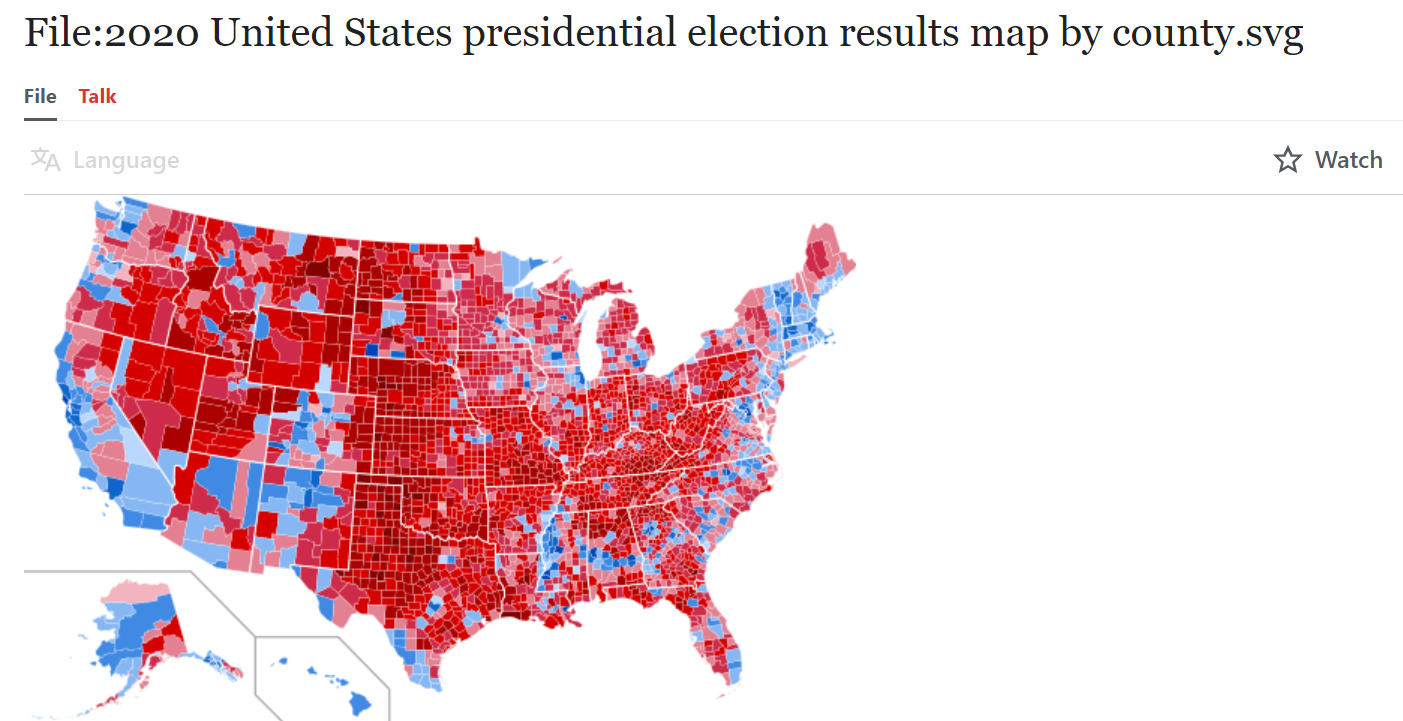 File:2020 United States presidential election results map by county.svg
File Talk
Language Watch